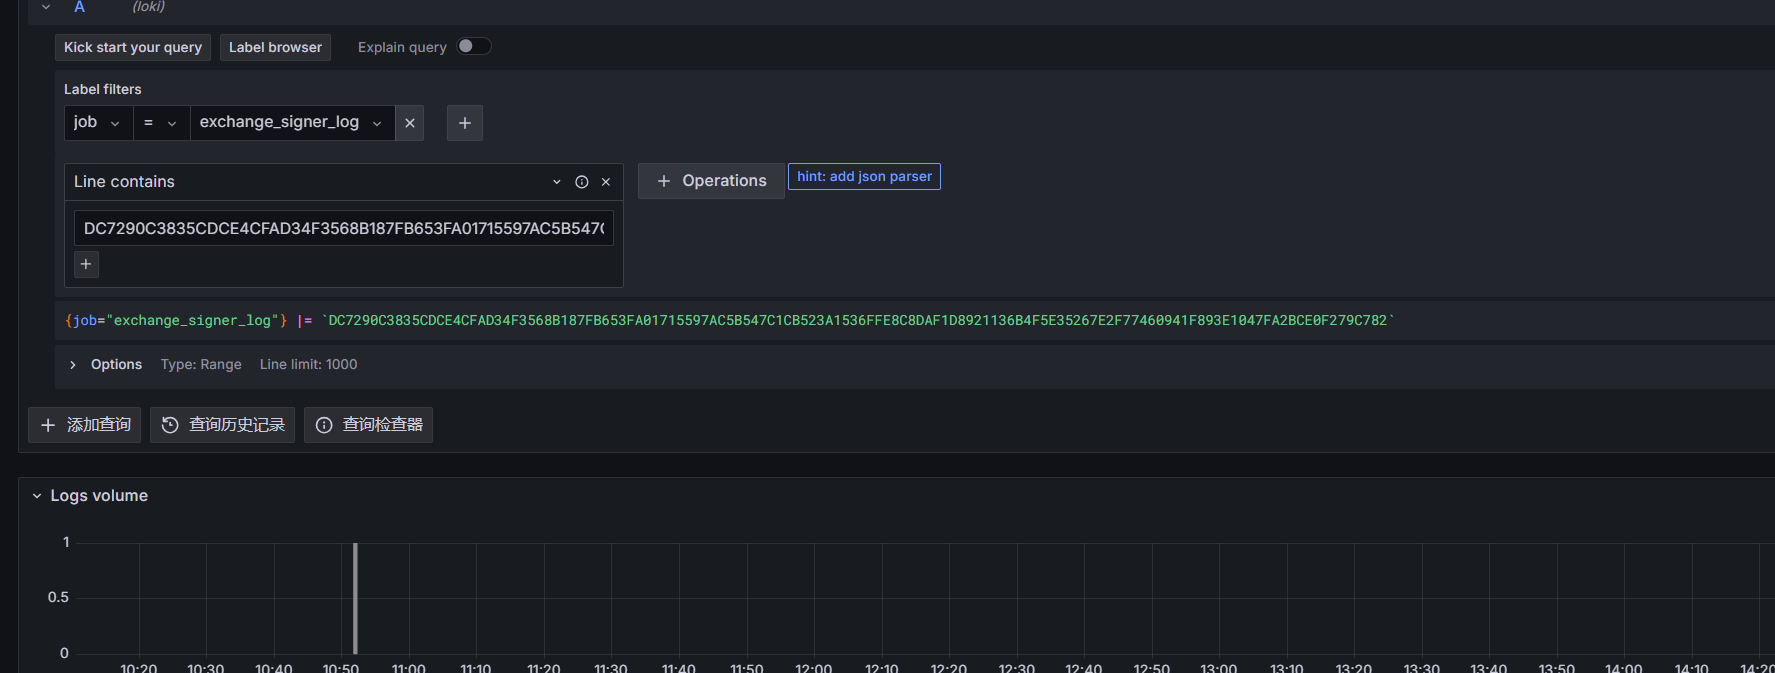 A (loki)
Kick start your query Label browser Explain query
Label filters
job = exchange_signer_log
Line contains
+ Operations hint: add json parser
DC7290C3835CDCE4CFAD34F3568B187FB653FA01715597AC5B547C
+
{job="exchange_signer_log"} |= `DC7290C3835CDCE4CFAD34F3568B187FB653FA01715597AC5B547C1CB523A1536FFE8C8DAF1D8921136B4F5E35267E2F77460941F893E1047FA2BCE0F279C782`
Options Type: Range Line limit: 1000
+ 添加查询 查询历史记录 查询检查器
Logs volume
1
0.5
0
10:20 10:30 10:40 10:50 11:00 11:10 11:20 11:30 11:40 11:50 12:00 12:10 12:20 12:30 12:40 12:50 13:00 13:10 13:20 13:30 13:40 13:50 14:00 14:10 14:20